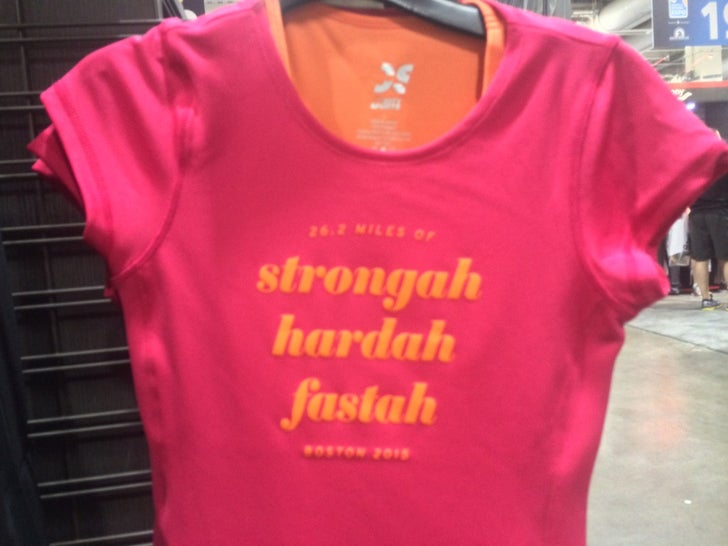 26.2 MILES OF
strongah
hardah
fastah
BOSTON 2015